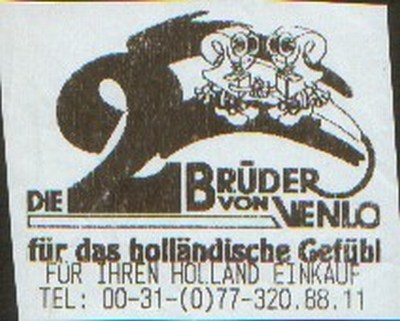 DIE 2 BRÜDER
VON VENLO
für das holländische Gefühl
FÜR IHREN HOLLAND EINKAUF
TEL: 00-31-(0)77-320.88.11